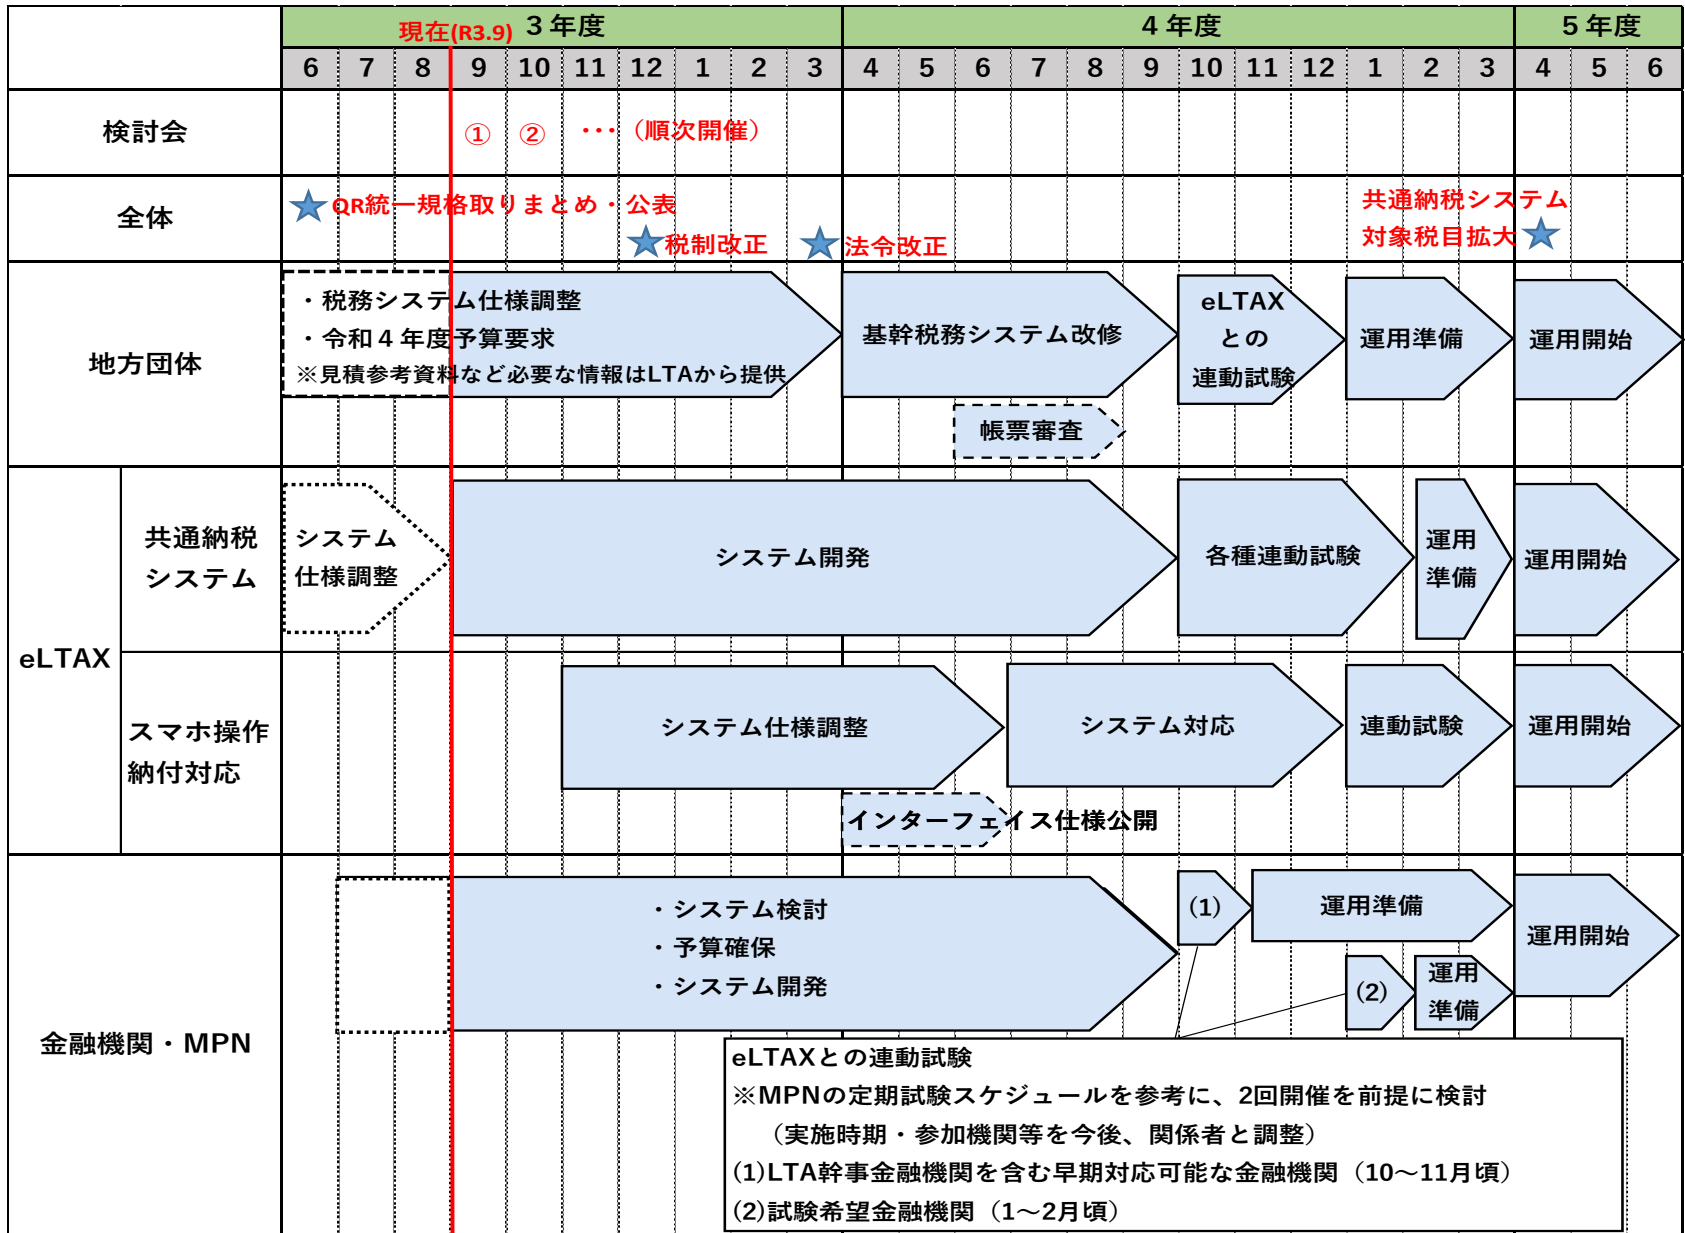 現在(R3.9) 3年度 4年度 5年度
6 7 8 9 10 11 12 1 2 3 4 5 6 7 8 9 10 11 12 1 2 3 4 5 6
検討会
① ② ・・・（順次開催）
全体
QR統一規格取りまとめ・公表
税制改正
法令改正
共通納税システム
対象税目拡大
地方団体
・税務システム仕様調整
・令和４年度予算要求
※見積参考資料など必要な情報はLTAから提供
基幹税務システム改修
帳票審査
eLTAX
との
連動試験
運用準備
運用開始
eLTAX
共通納税
システム
システム
仕様調整
システム開発
各種連動試験
運用
準備
運用開始
スマホ操作
納付対応
システム仕様調整
インターフェイス仕様公開
システム対応
連動試験
運用開始
金融機関・MPN
・システム検討
・予算確保
・システム開発
(1)
運用準備
(2)
運用
準備
運用開始
eLTAXとの連動試験
※MPNの定期試験スケジュールを参考に、2回開催を前提に検討
（実施時期・参加機関等を今後、関係者と調整）
(1)LTA幹事金融機関を含む早期対応可能な金融機関（10～11月頃）
(2)試験希望金融機関（1～2月頃）